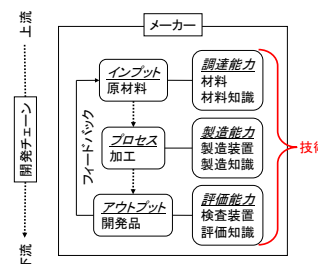 上流
開発チェーン
下流
メーカー
フィードバック
インプット
原材料
プロセス
加工
アウトプット
開発品
調達能力
材料
材料知識
製造能力
製造装置
製造知識
評価能力
検査装置
評価知識
技術